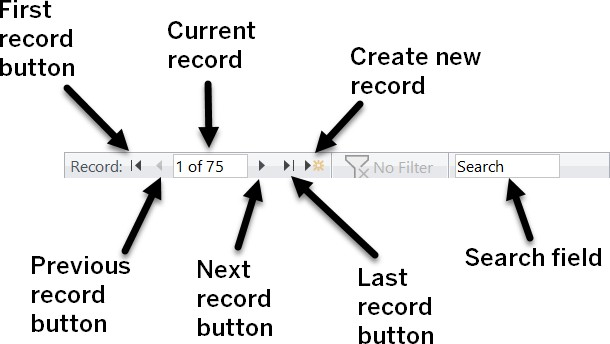 First
record
button
Current
record
Create new
record
Record:
1 of 75
No Filter
Search
Previous
record
button
Next
record
button
Last
record
button
Search field